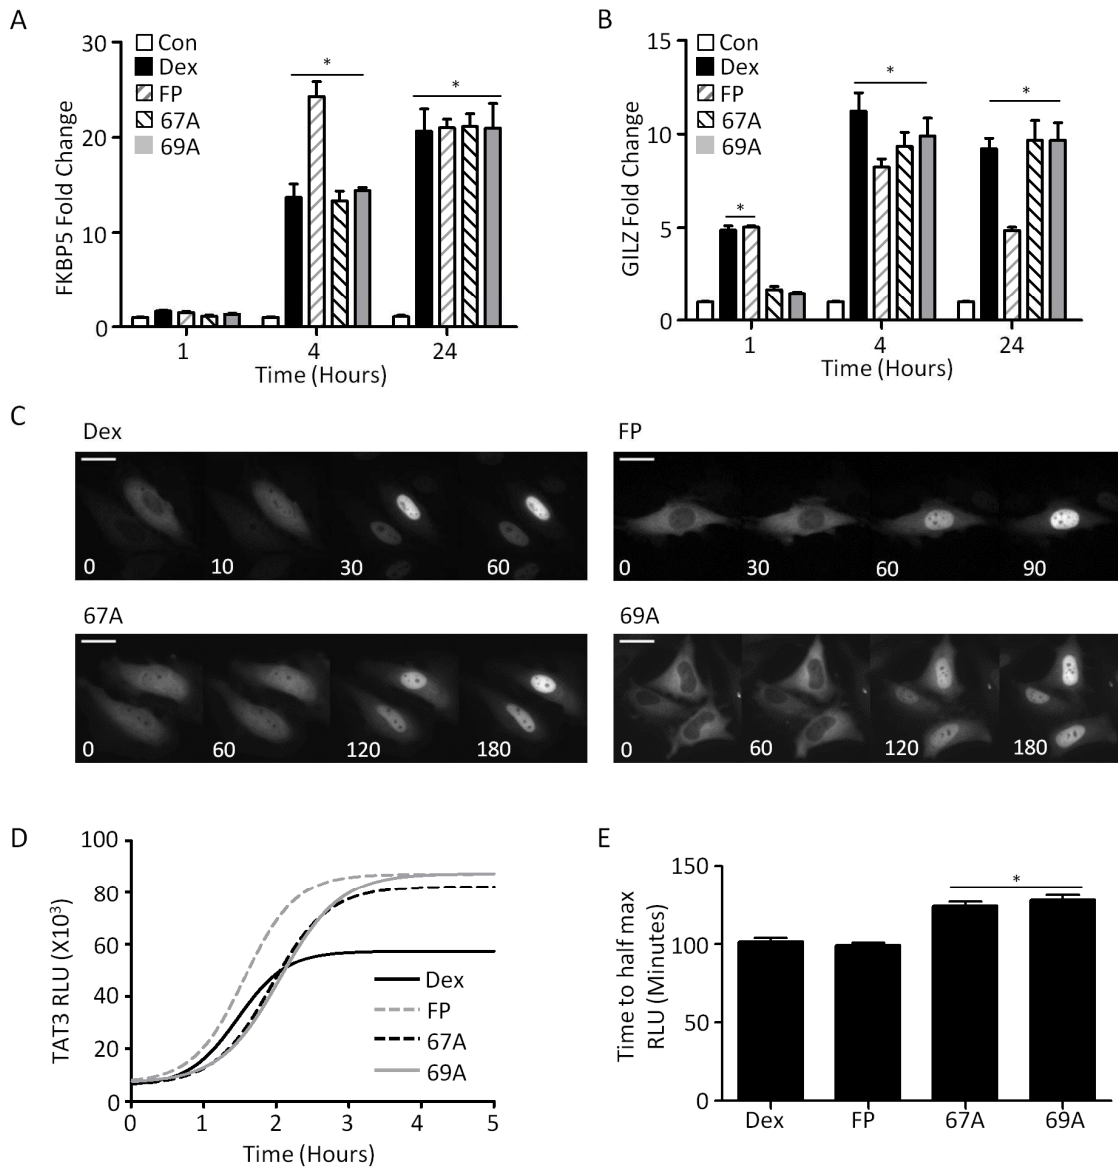 A
FKBP5 Fold Change
30
20
10
0
Con
Dex
FP
67A
69A
*
*
1
4
24
Time (Hours)
B
GILZ Fold Change
15
10
5
0
Con
Dex
FP
67A
69A
*
*
*
1
4
24
Time (Hours)
C
Dex
0
10
30
60
FP
0
30
60
90
67A
0
60
120
180
69A
0
60
120
180
D
TAT3 RLU (X10³)
100
80
60
40
20
0
Dex
FP
67A
69A
0
1
2
3
4
5
Time (Hours)
E
Time to half max
RLU (Minutes)
150
100
50
0
*
Dex
FP
67A
69A